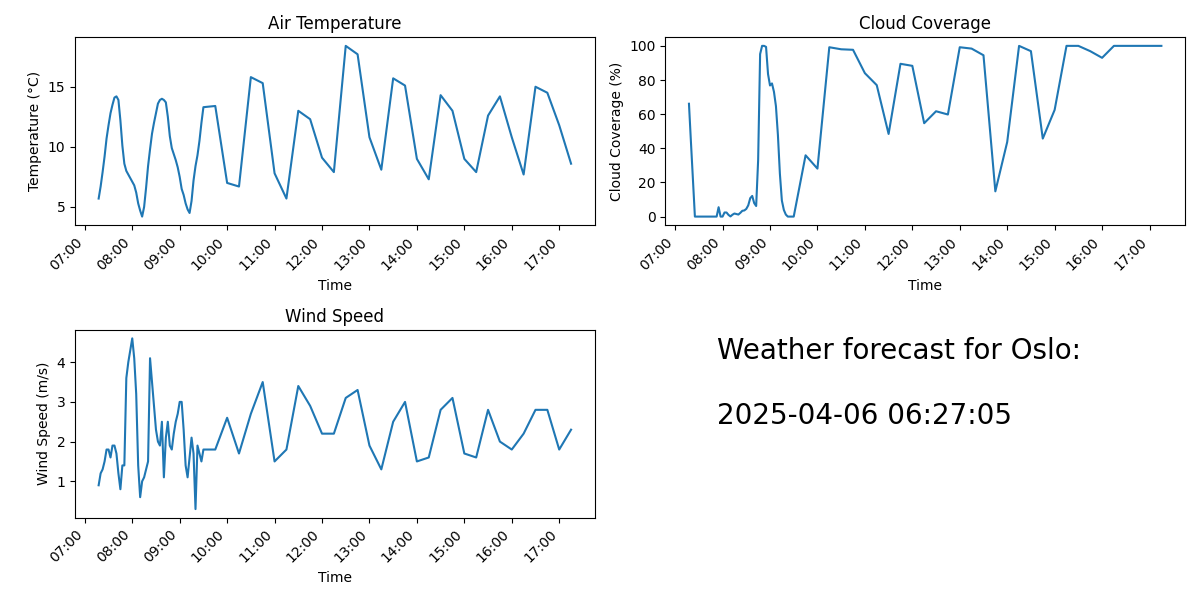 Air Temperature
Temperature (°C)
15
10
5
07:00 08:00 09:00 10:00 11:00 12:00 13:00 14:00 15:00 16:00 17:00
Time
Cloud Coverage
Cloud Coverage (%)
100
80
60
40
20
0
07:00 08:00 09:00 10:00 11:00 12:00 13:00 14:00 15:00 16:00 17:00
Time
Wind Speed
Wind Speed (m/s)
4
3
2
1
07:00 08:00 09:00 10:00 11:00 12:00 13:00 14:00 15:00 16:00 17:00
Time
Weather forecast for Oslo:
2025-04-06 06:27:05